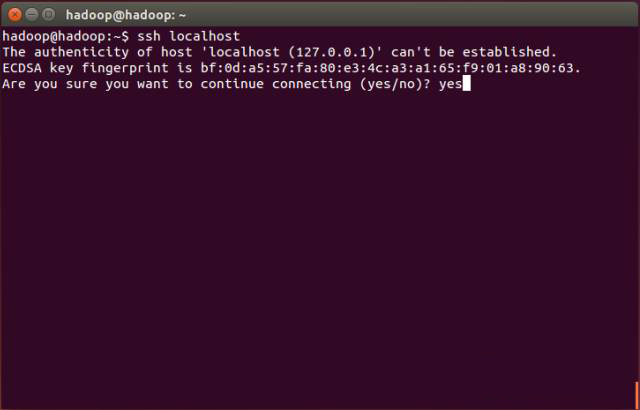 hadoop@hadoop: ~
hadoop@hadoop:~$ ssh localhost
The authenticity of host 'localhost (127.0.0.1)' can't be established.
ECDSA key fingerprint is bf:0d:a5:57:fa:80:e3:4c:a3:a1:65:f9:01:a8:90:63.
Are you sure you want to continue connecting (yes/no)? yes